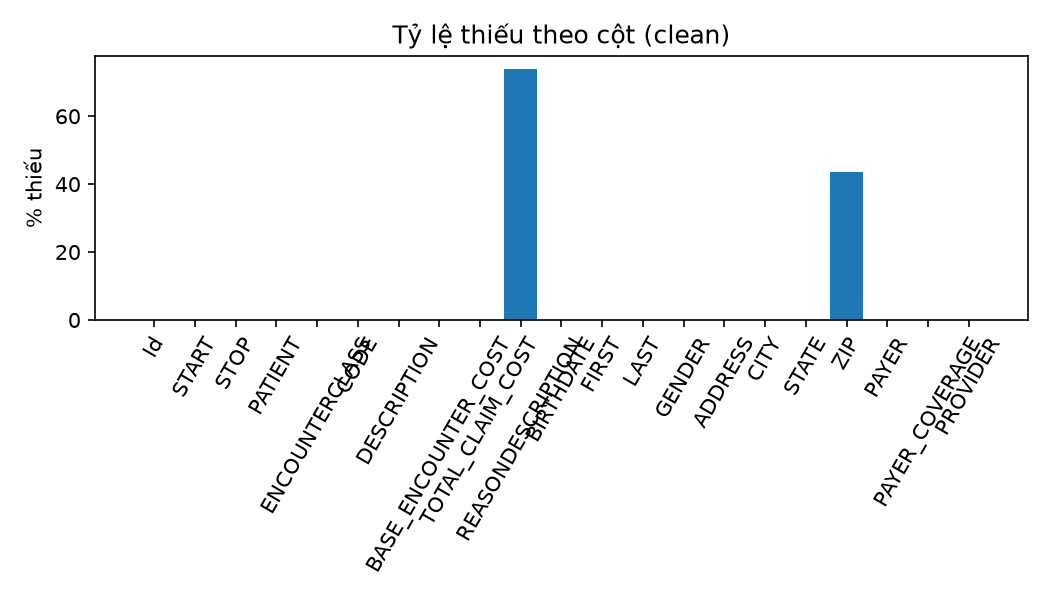 Tỷ lệ thiếu theo cột (clean)
% thiếu
60
40
20
0
Id
START
STOP
PATIENT
ENCOUNTERCLASS
CODE
DESCRIPTION
BASE_ENCOUNTER_COST
TOTAL_CLAIM_COST
REASONDESCRIPTION
BIRTHDATE
FIRST
LAST
GENDER
ADDRESS
CITY
STATE
ZIP
PAYER
PAYER_COVERAGE
PROVIDER